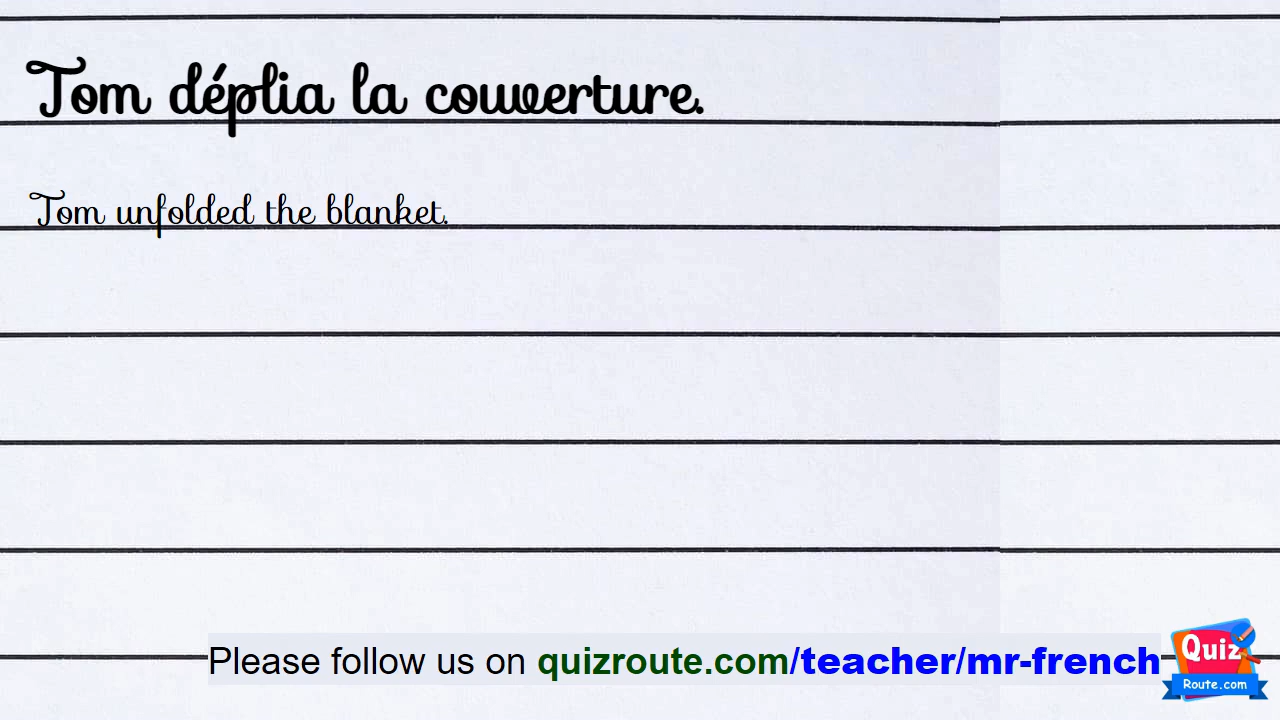 Tom déplia la couverture.
Tom unfolded the blanket.
Please follow us on quizroute.com/teacher/mr-french
Quiz
Route.com